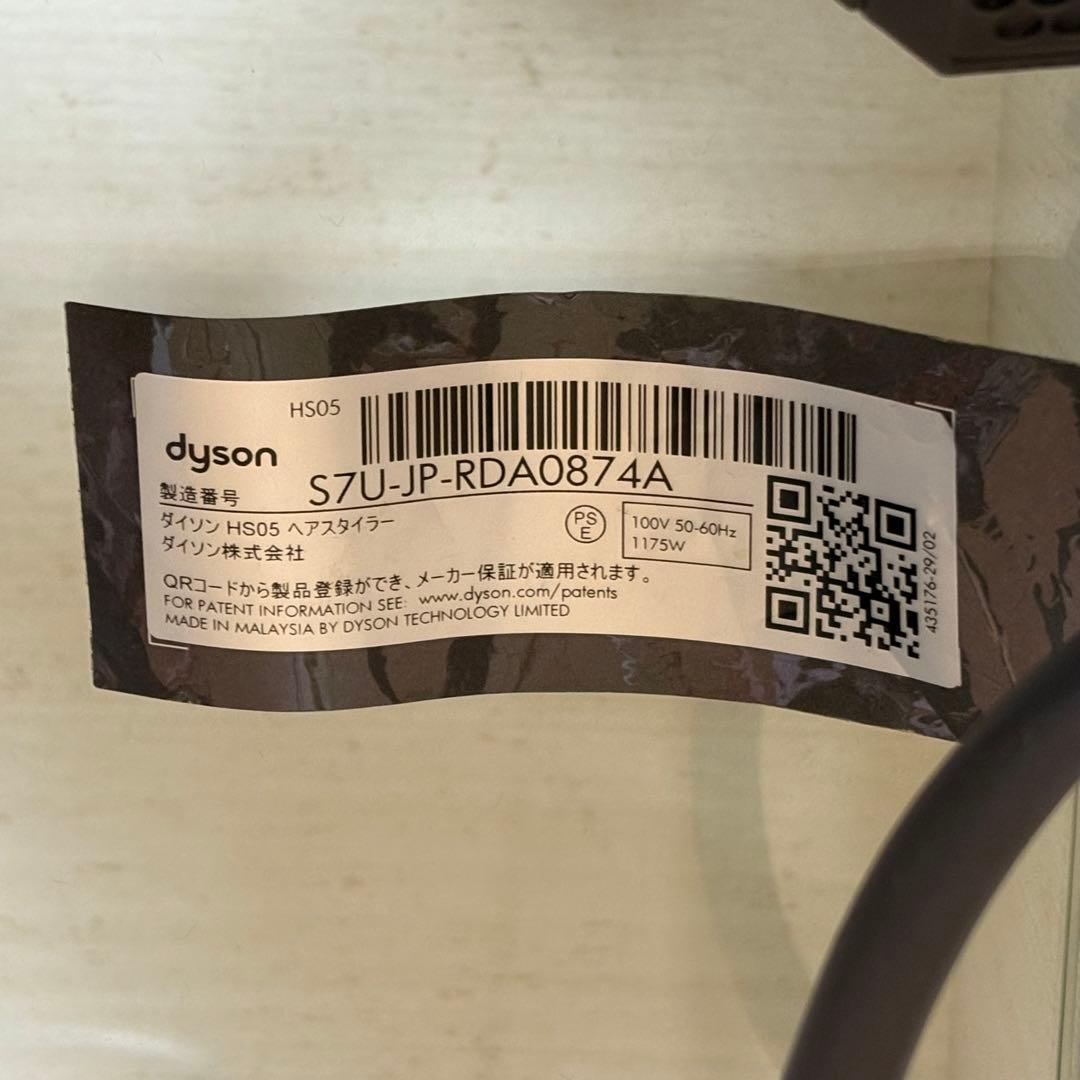 HS05
dyson
製造番号 S7U-JP-RDA0874A
ダイソン HS05 ヘアスタイラー
ダイソン株式会社
PS
E
100V 50-60Hz
1175W
QRコードから製品登録ができ、メーカー保証が適用されます。
FOR PATENT INFORMATION SEE: www.dyson.com/patents
MADE IN MALAYSIA BY DYSON TECHNOLOGY LIMITED
435176-29/02